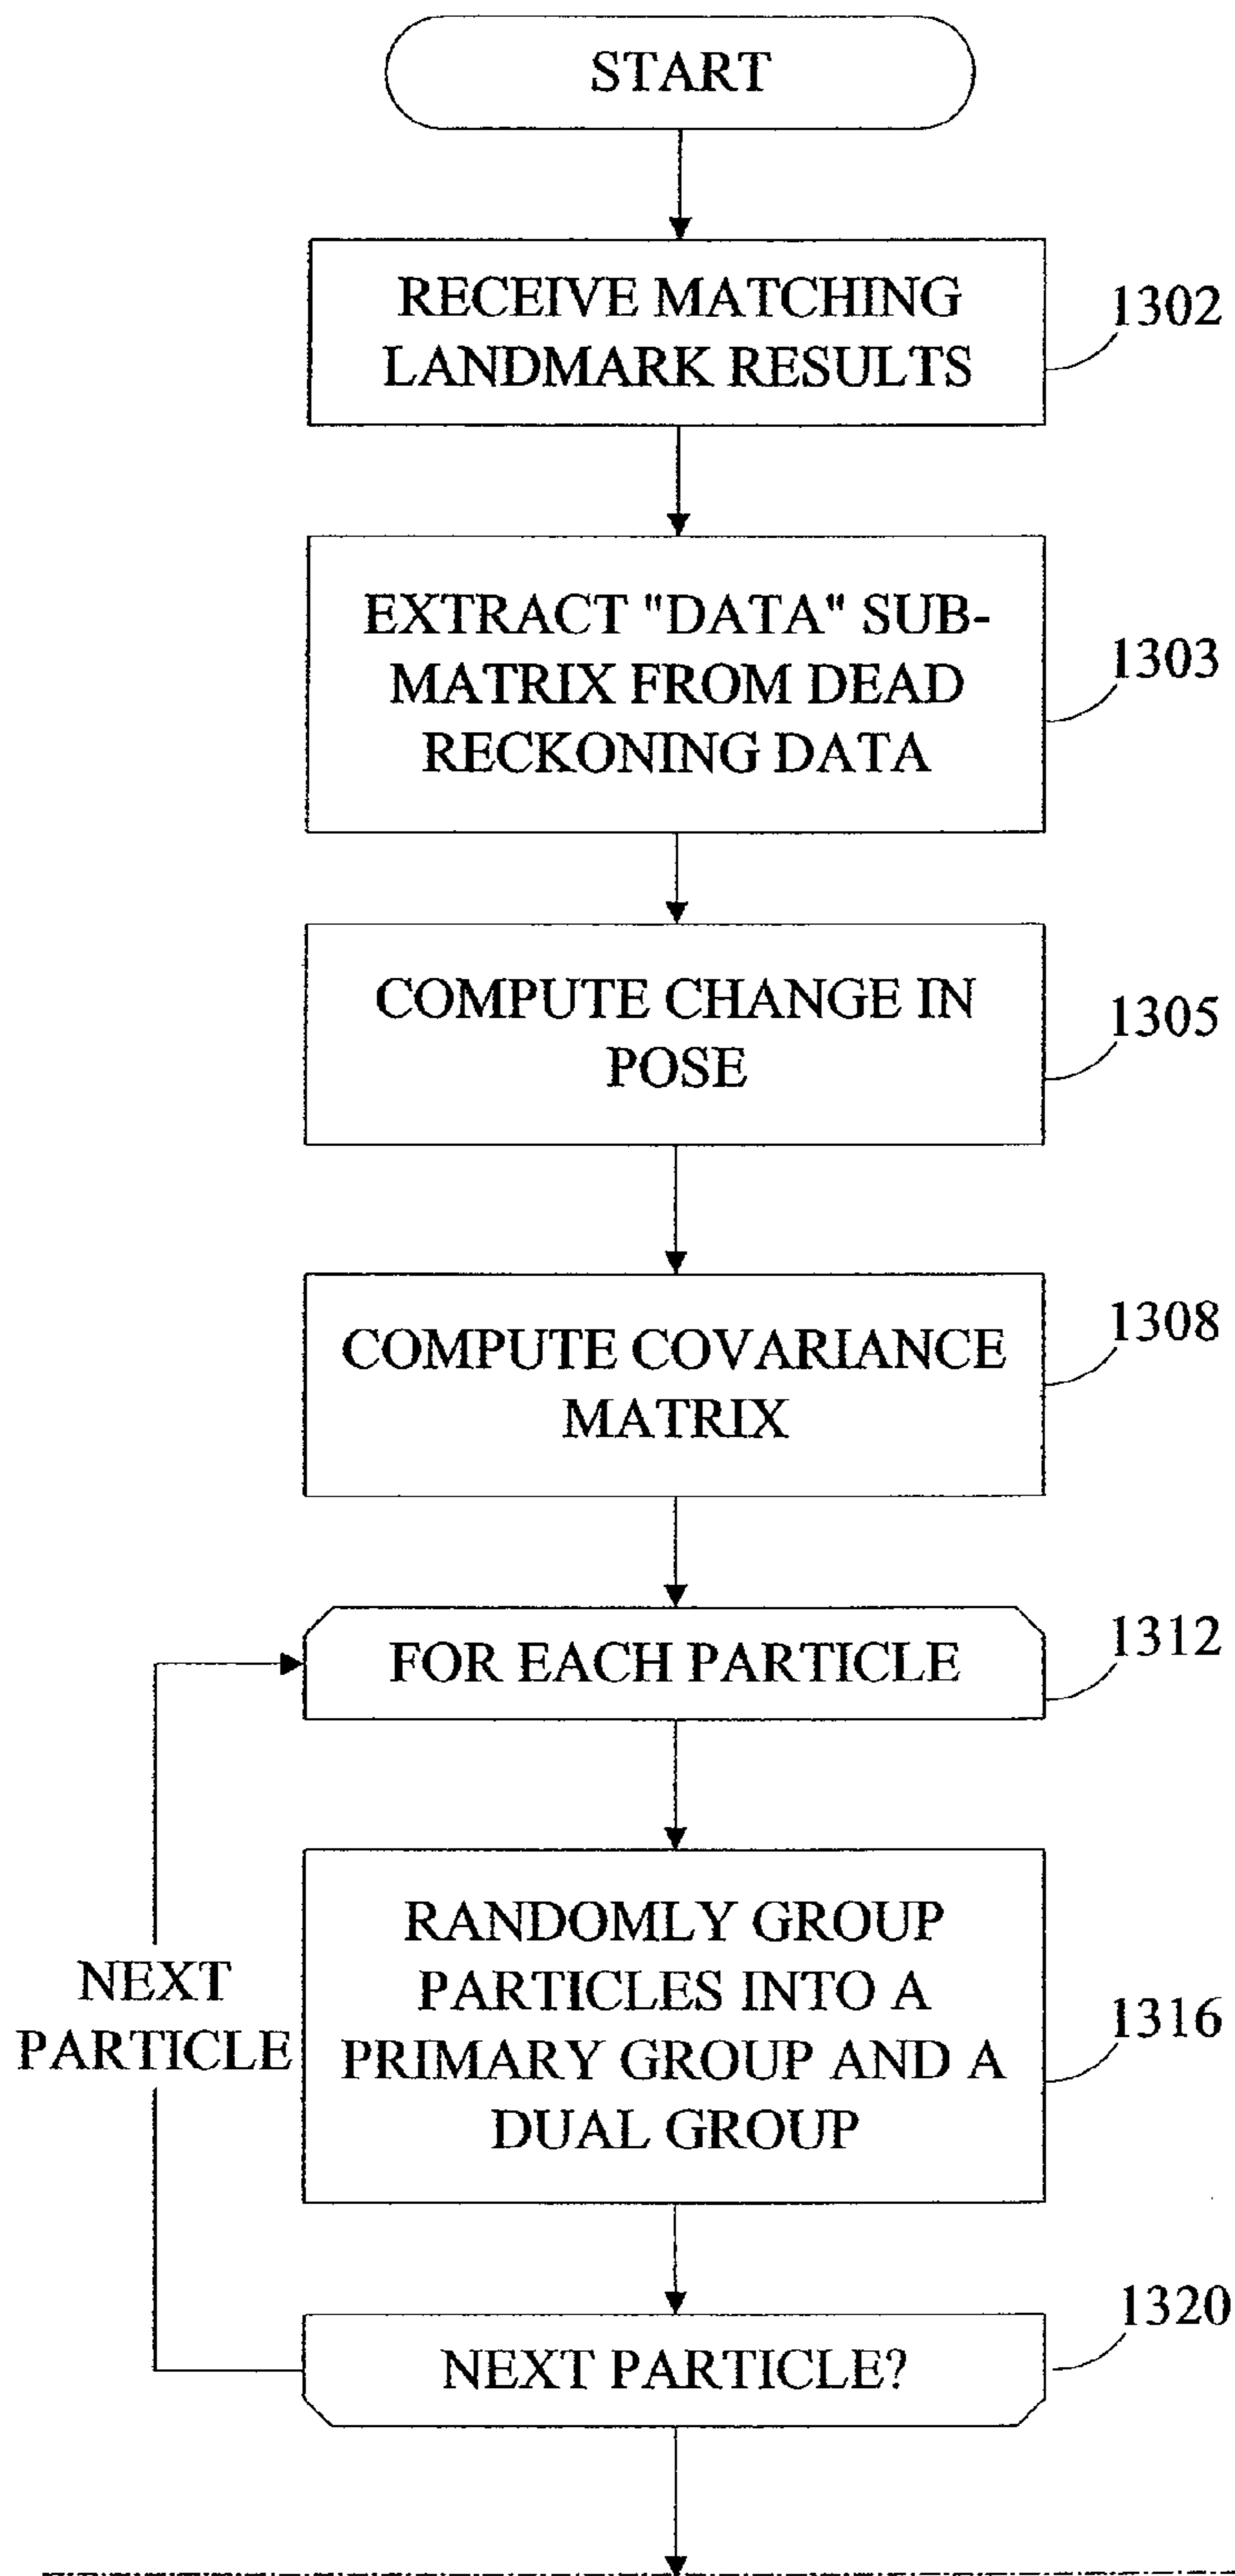 START
RECEIVE MATCHING
LANDMARK RESULTS
1302
EXTRACT "DATA" SUB-
MATRIX FROM DEAD
RECKONING DATA
1303
COMPUTE CHANGE IN
POSE
1305
COMPUTE COVARIANCE
MATRIX
1308
FOR EACH PARTICLE
1312
RANDOMLY GROUP
PARTICLES INTO A
PRIMARY GROUP AND A
DUAL GROUP
1316
NEXT
PARTICLE
NEXT PARTICLE?
1320